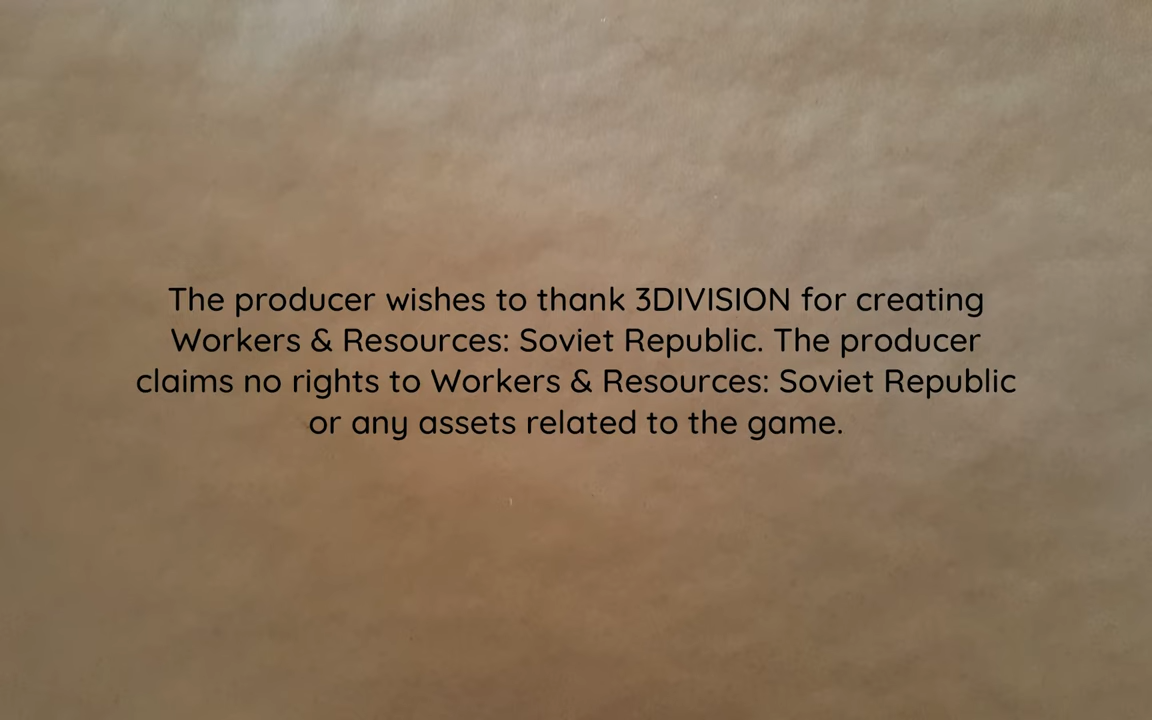 The producer wishes to thank 3DIVISION for creating
Workers & Resources: Soviet Republic. The producer
claims no rights to Workers & Resources: Soviet Republic
or any assets related to the game.